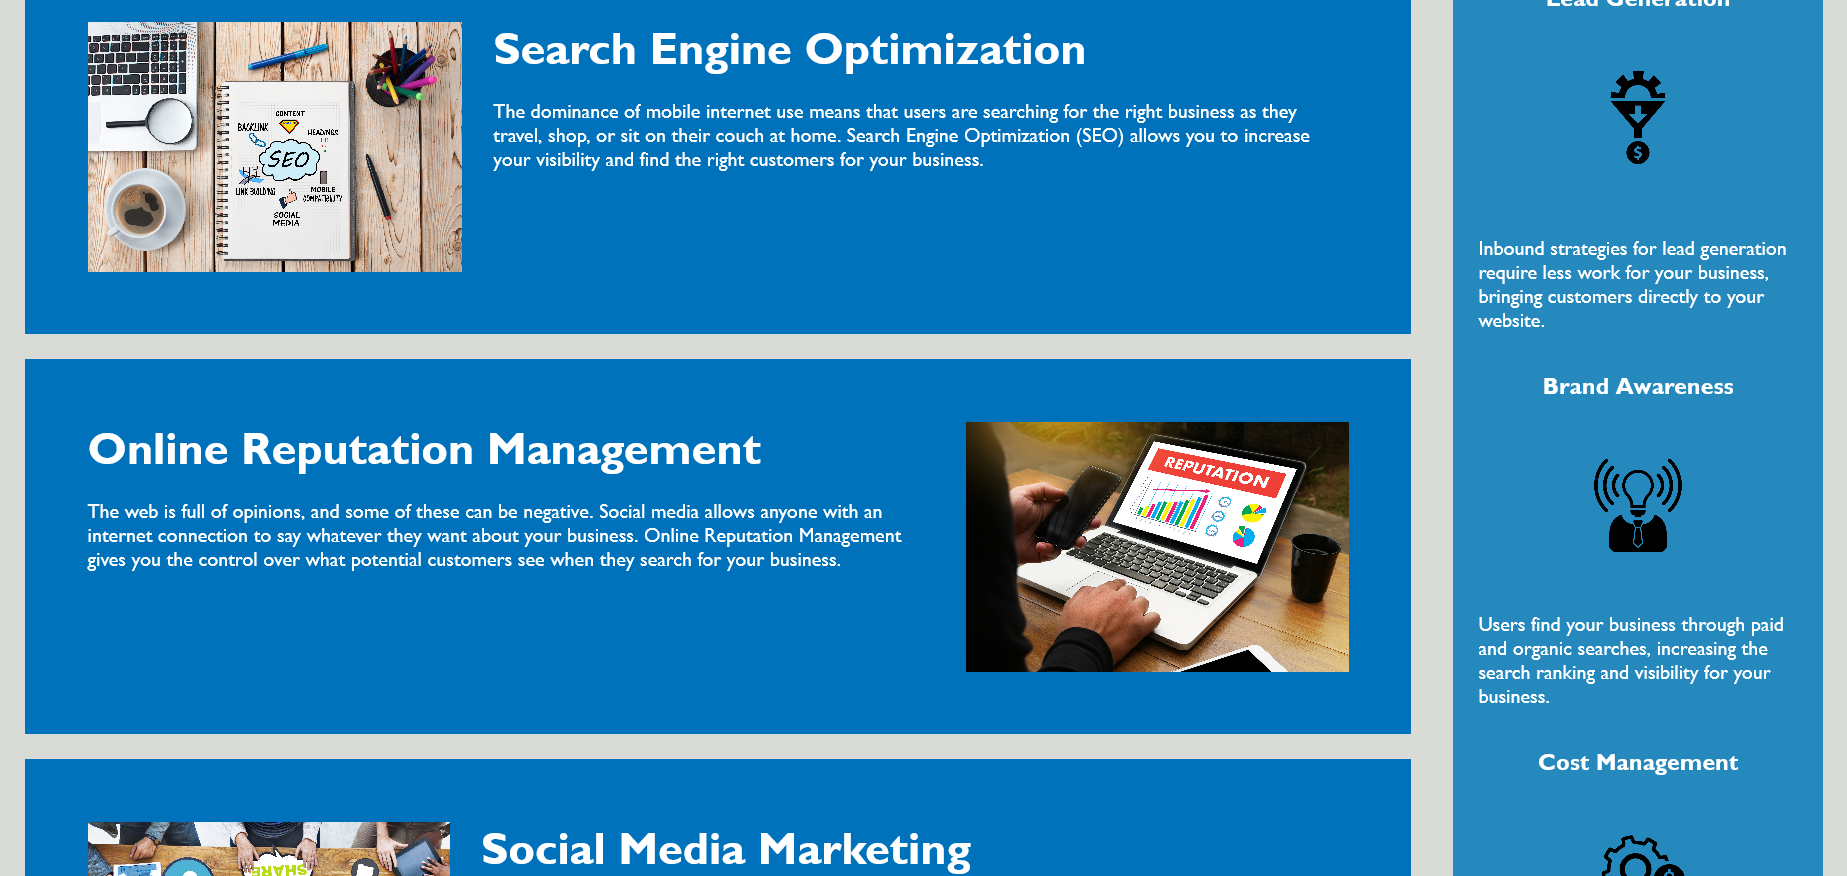 Search Engine Optimization
The dominance of mobile internet use means that users are searching for the right business as they
travel, shop, or sit on their couch at home. Search Engine Optimization (SEO) allows you to increase
your visibility and find the right customers for your business.
CONTENT
BACKLINK
HEADINGS
SEO
LINK BUILDING
MOBILE
COMPATIBILITY
SOCIAL
MEDIA
Online Reputation Management
The web is full of opinions, and some of these can be negative. Social media allows anyone with an
internet connection to say whatever they want about your business. Online Reputation Management
gives you the control over what potential customers see when they search for your business.
REPUTATION
Social Media Marketing
SHARE
Lead Generation
$
Inbound strategies for lead generation
require less work for your business,
bringing customers directly to your
website.
Brand Awareness
Users find your business through paid
and organic searches, increasing the
search ranking and visibility for your
business.
Cost Management